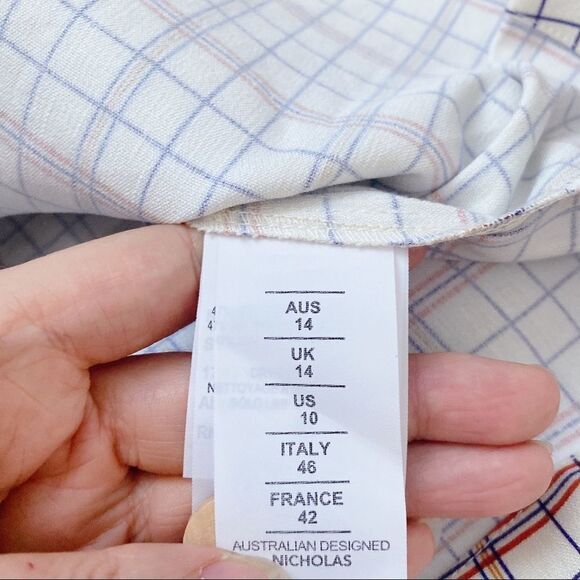 AUS
14
UK
14
US
10
ITALY
46
FRANCE
42
AUSTRALIAN DESIGNED
NICHOLAS